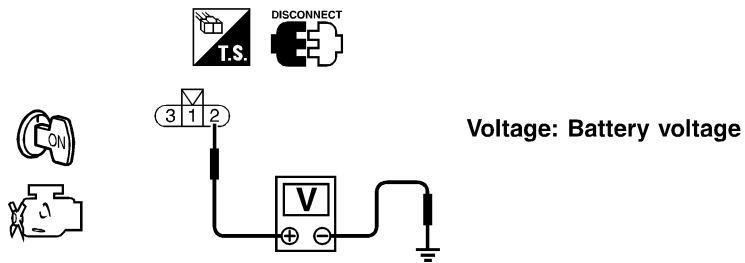 DISCONNECT
T.S.
3 1 2
ON
Voltage: Battery voltage
V
+ −